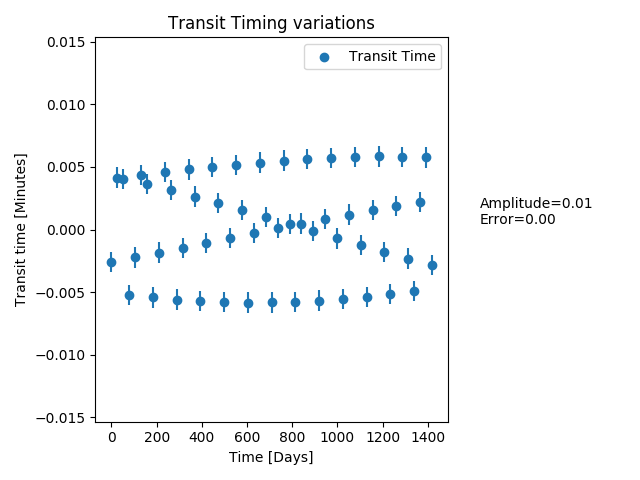 Transit Timing variations
Transit Time
0.015
0.010
0.005
0.000
−0.005
−0.010
−0.015
Transit time [Minutes]
0 200 400 600 800 1000 1200 1400
Time [Days]
Amplitude=0.01
Error=0.00